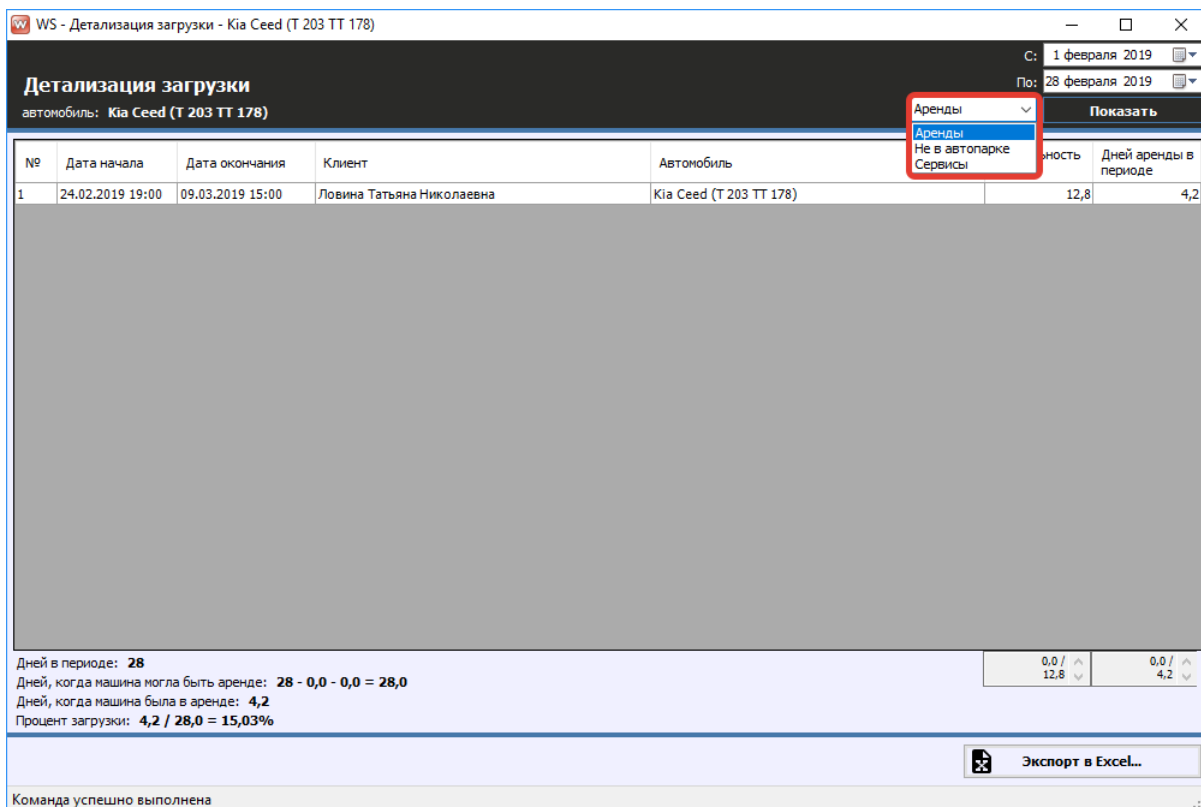 WS - Детализация загрузки - Kia Ceed (Т 203 ТТ 178)
С: 1 февраля 2019
Детализация загрузки
По: 28 февраля 2019
автомобиль: Kia Ceed (Т 203 ТТ 178)
Аренды
Показать
Аренды
Не в автопарке
Сервисы
№ Дата начала Дата окончания Клиент Автомобиль ьность Дней аренды в периоде
1 24.02.2019 19:00 09.03.2019 15:00 Ловина Татьяна Николаевна Kia Ceed (Т 203 ТТ 178) 12,8 4,2
Дней в периоде: 28
0,0 / 12,8
0,0 / 4,2
Дней, когда машина могла быть аренде: 28 - 0,0 - 0,0 = 28,0
Дней, когда машина была в аренде: 4,2
Процент загрузки: 4,2 / 28,0 = 15,03%
Экспорт в Excel...
Команда успешно выполнена